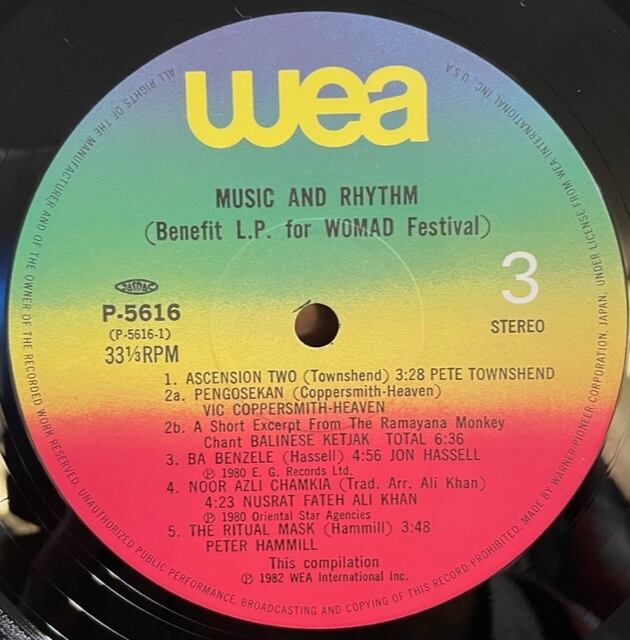 wea
MUSIC AND RHYTHM
(Benefit L.P. for WOMAD Festival)
JASRAC
P-5616
(P-5616-1)
33⅓RPM
3
STEREO
1. ASCENSION TWO (Townshend) 3:28 PETE TOWNSHEND
2a. PENGOSEKAN (Coppersmith-Heaven)
VIC COPPERSMITH-HEAVEN
2b. A Short Excerpt From The Ramayana Monkey
Chant BALINESE KETJAK TOTAL 6:36
3. BA BENZELE (Hassell) 4:56 JON HASSELL
Ⓟ 1980 E. G. Records Ltd.
4. NOOR AZLI CHAMKIA (Trad. Arr. Ali Khan)
4:23 NUSRAT FATEH ALI KHAN
Ⓟ 1980 Oriental Star Agencies
5. THE RITUAL MASK (Hammill) 3:48
PETER HAMMILL
This compilation
Ⓟ 1982 WEA International Inc.
ALL RIGHTS OF THE MANUFACTURER AND OF THE OWNER OF THE RECORDED WORK RESERVED. UNAUTHORIZED PUBLIC PERFORMANCE, BROADCASTING AND COPYING OF THIS RECORD PROHIBITED. MADE BY WARNER-PIONEER CORPORATION, JAPAN, UNDER LICENSE FROM WEA INTERNATIONAL INC., U.S.A.